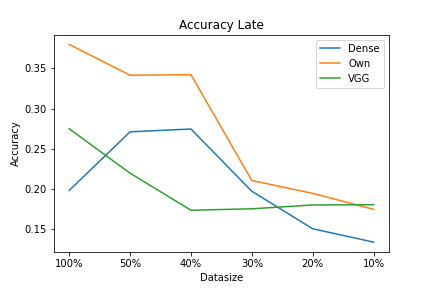 Accuracy Late
Dense
Own
VGG
Accuracy
0.35
0.30
0.25
0.20
0.15
100% 50% 40% 30% 20% 10%
Datasize